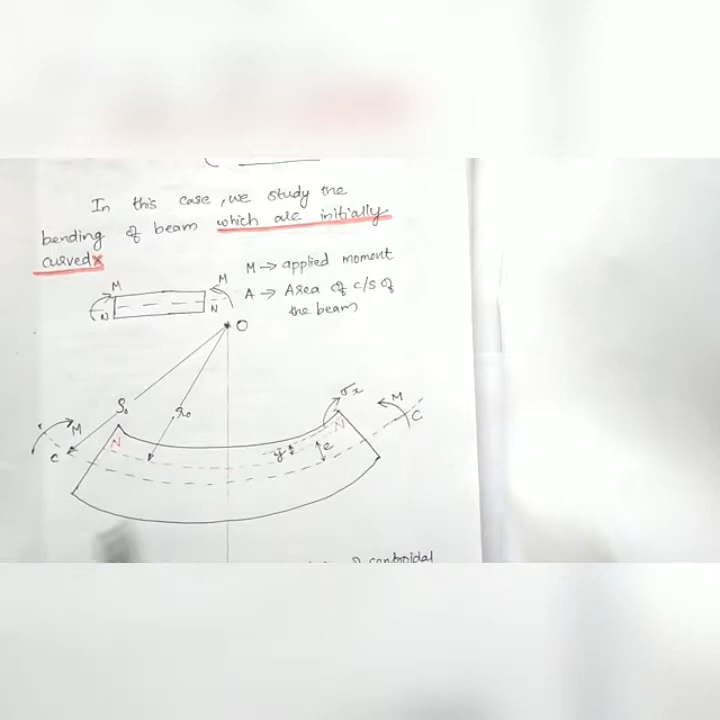 In this case, we study the
bending of beam which are initially
curved
M → applied moment
A → Area of c/s of
the beam
M
M
N
N
O
ρ₀
r₀
M
C
N
y
e
σx
N
M
C
centroidal